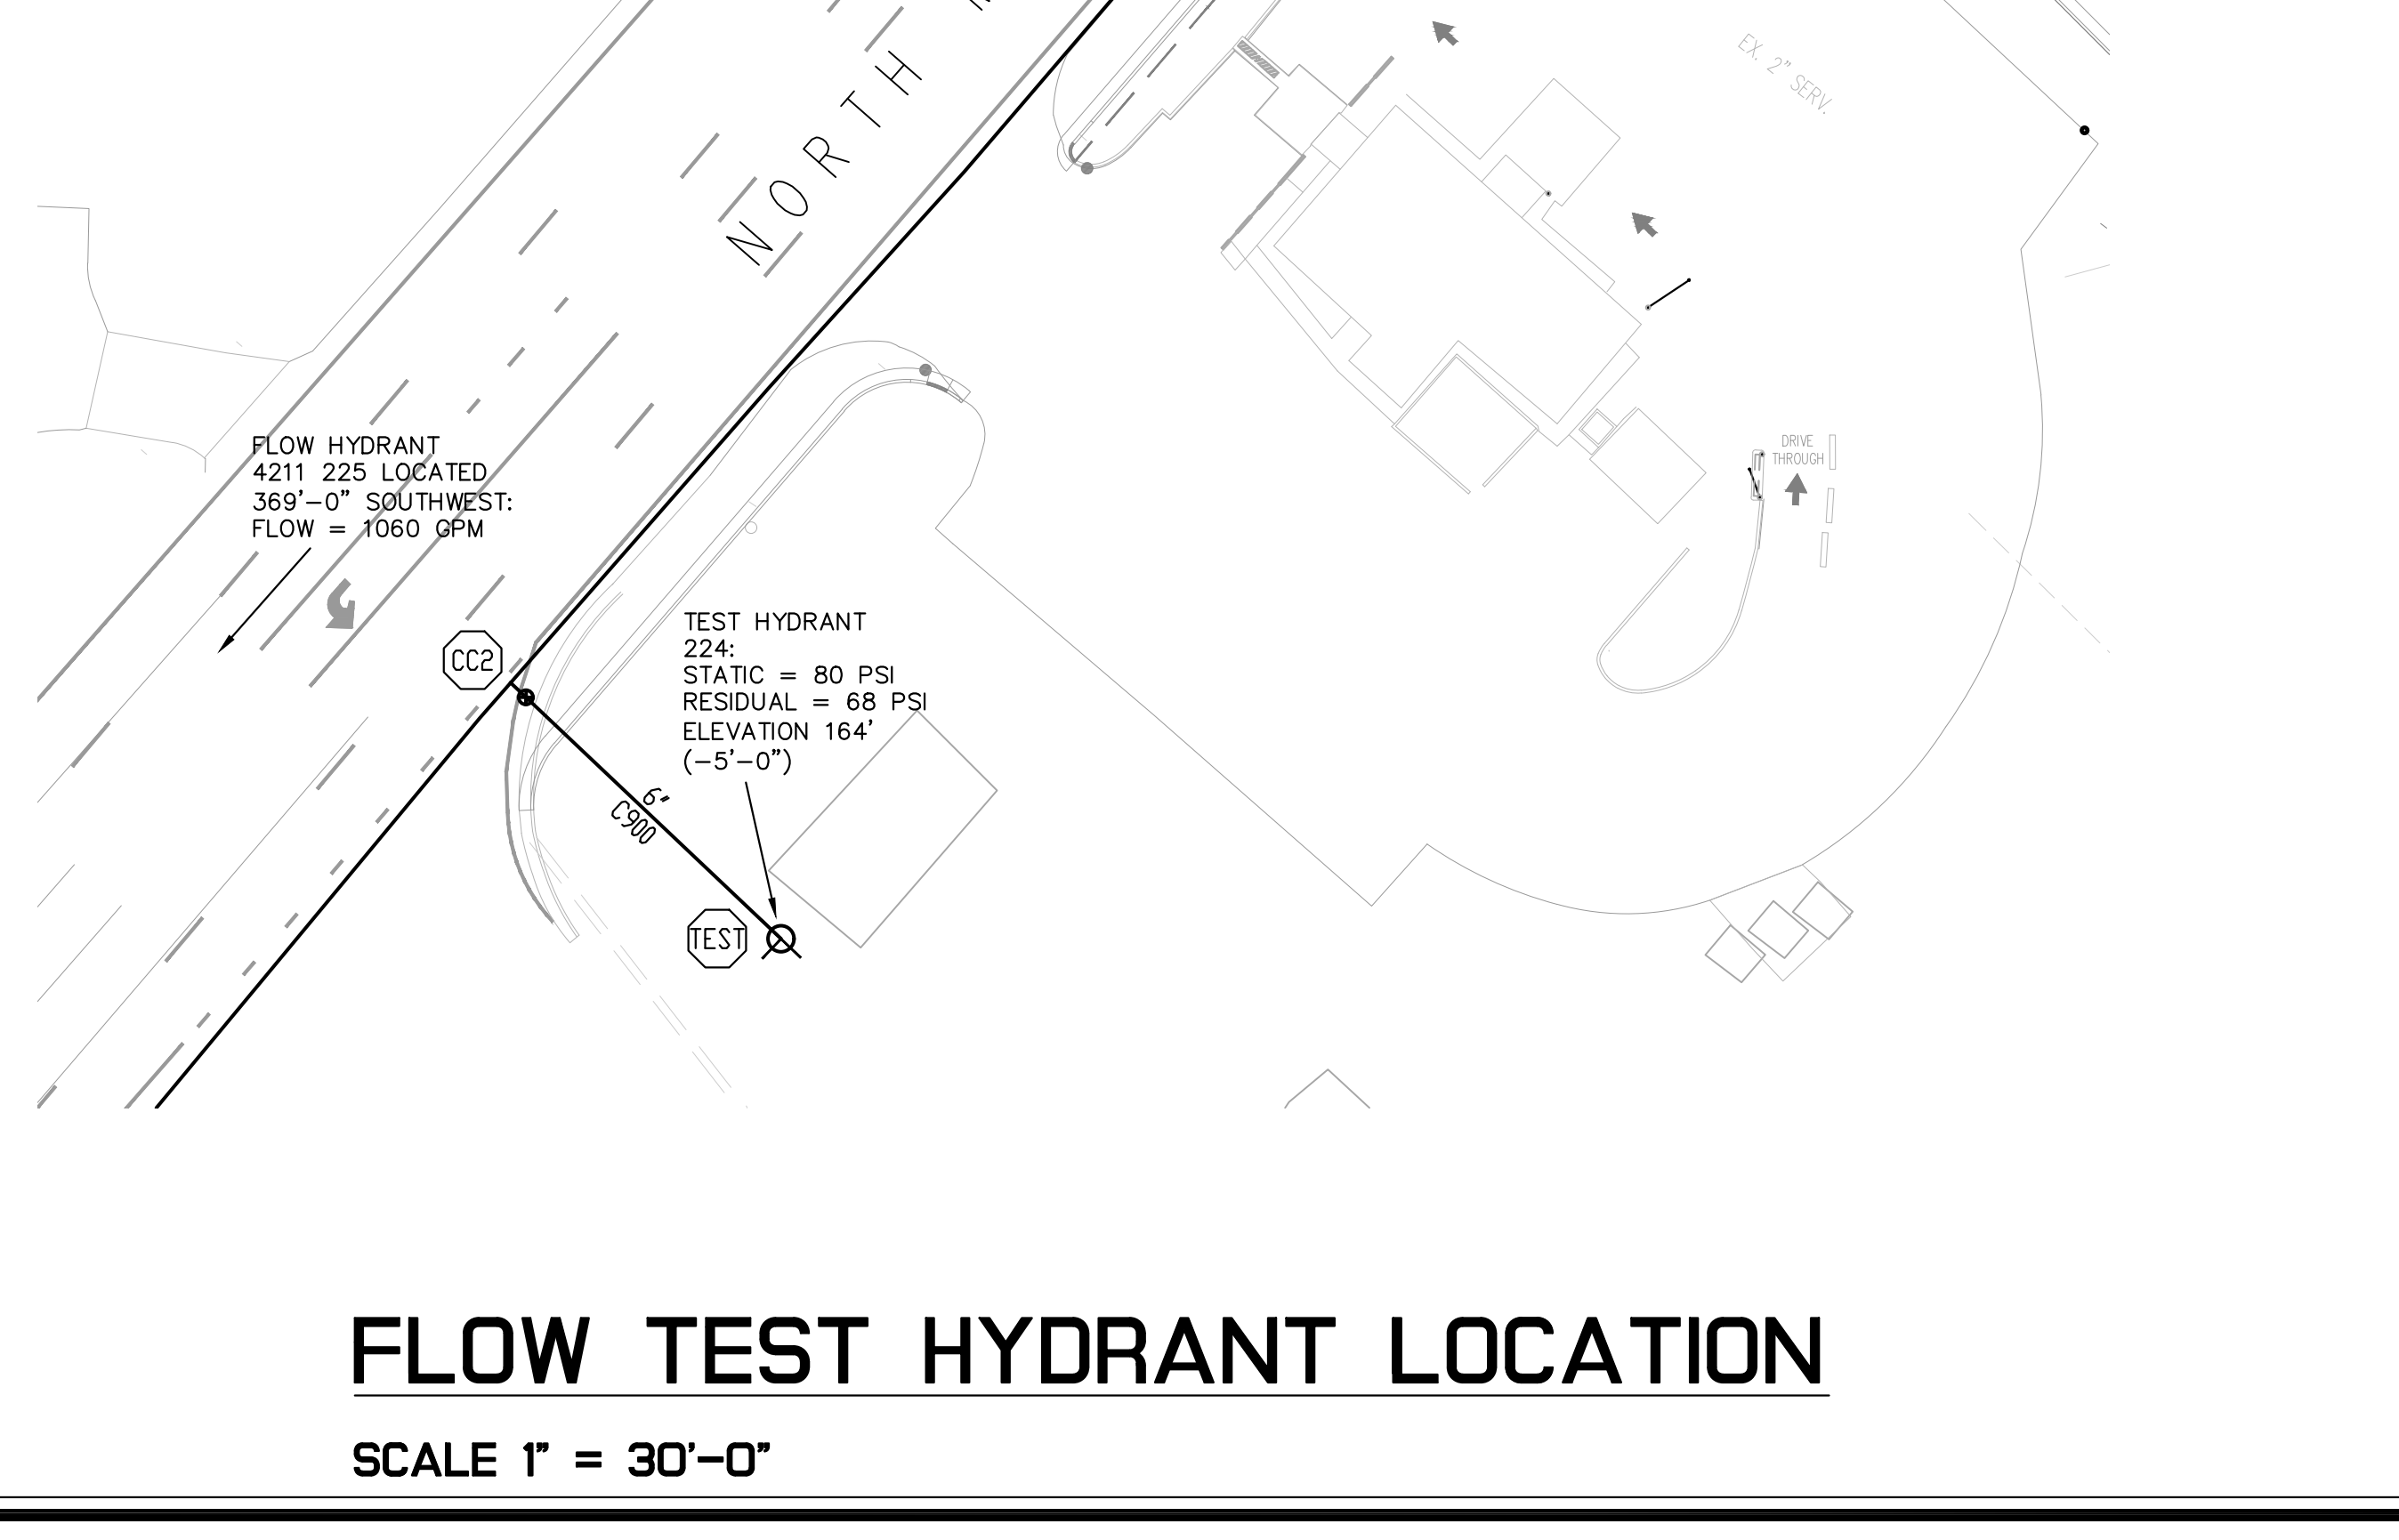 NORTH
EX. 2" SERV.
FLOW HYDRANT
4211 225 LOCATED
369'-0" SOUTHWEST:
FLOW = 1060 GPM
DRIVE
THROUGH
CC2
TEST HYDRANT
224:
STATIC = 80 PSI
RESIDUAL = 68 PSI
ELEVATION 164'
(-5'-0")
6"
C900
TEST
FLOW TEST HYDRANT LOCATION
SCALE 1" = 30'-0"